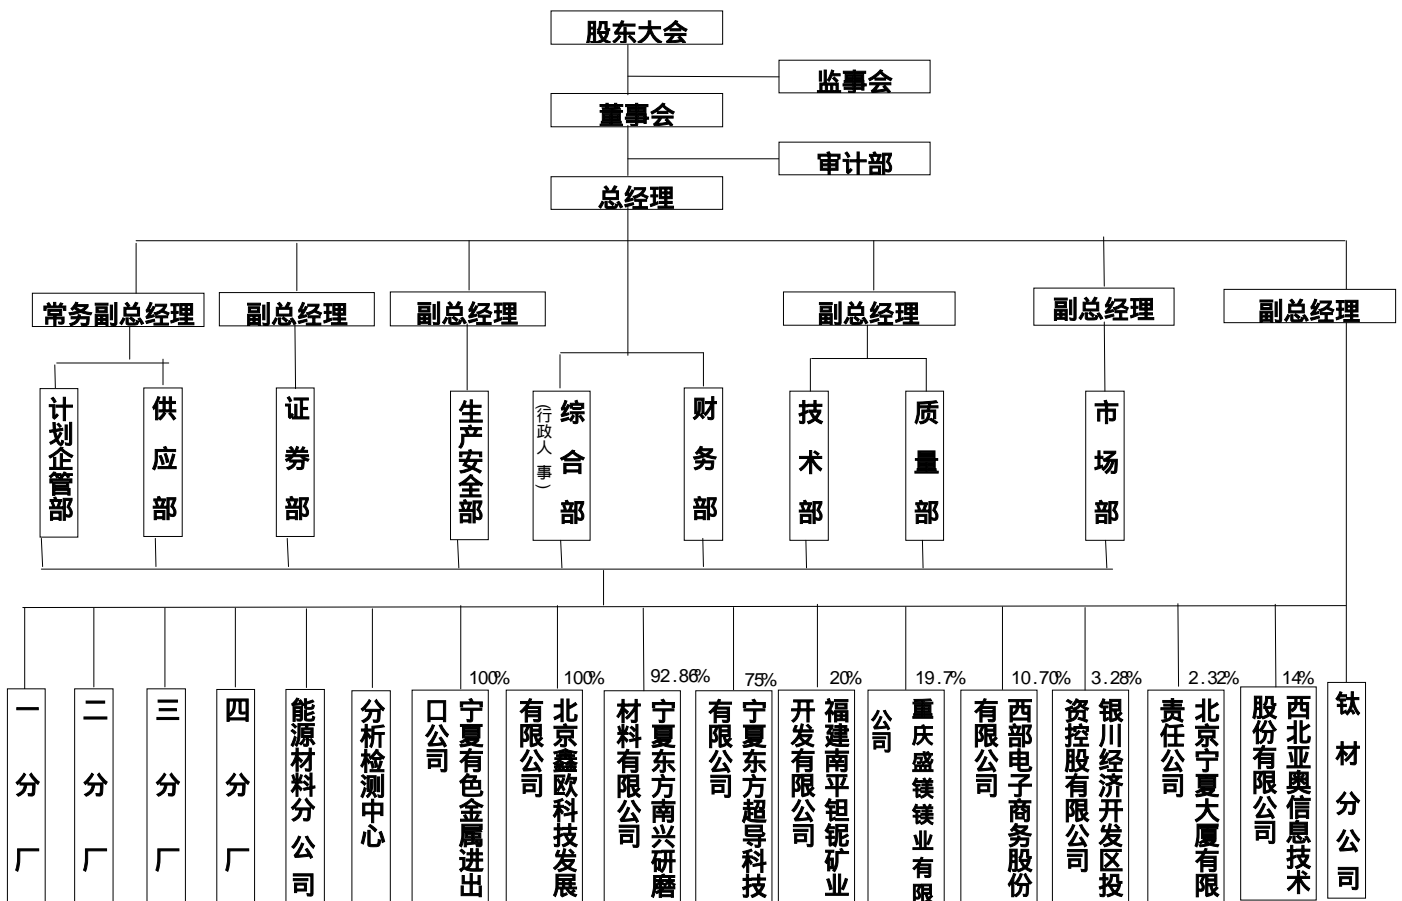 股东大会
监事会
董事会
审计部
总经理
常务副总经理
副总经理
副总经理
副总经理
副总经理
副总经理
计划企管部
供应部
证券部
生产安全部
综合部
(行政人事)
财务部
技术部
质量部
市场部
一分厂
二分厂
三分厂
四分厂
能源材料分公司
分析检测中心
100%
宁夏有色金属进出
口公司
100%
北京鑫欧科技发展
有限公司
92.86%
宁夏东方南兴研磨
材料有限公司
75%
宁夏东方超导科技
有限公司
20%
福建南平钽铌矿业
开发有限公司
19.7%
重庆盛镁镁业有限
公司
10.70%
西部电子商务股份
有限公司
3.28%
银川经济开发区投
资控股有限公司
2.32%
北京宁夏大厦有限
责任公司
14%
西北亚奥信息技术
股份有限公司
钛材分公司